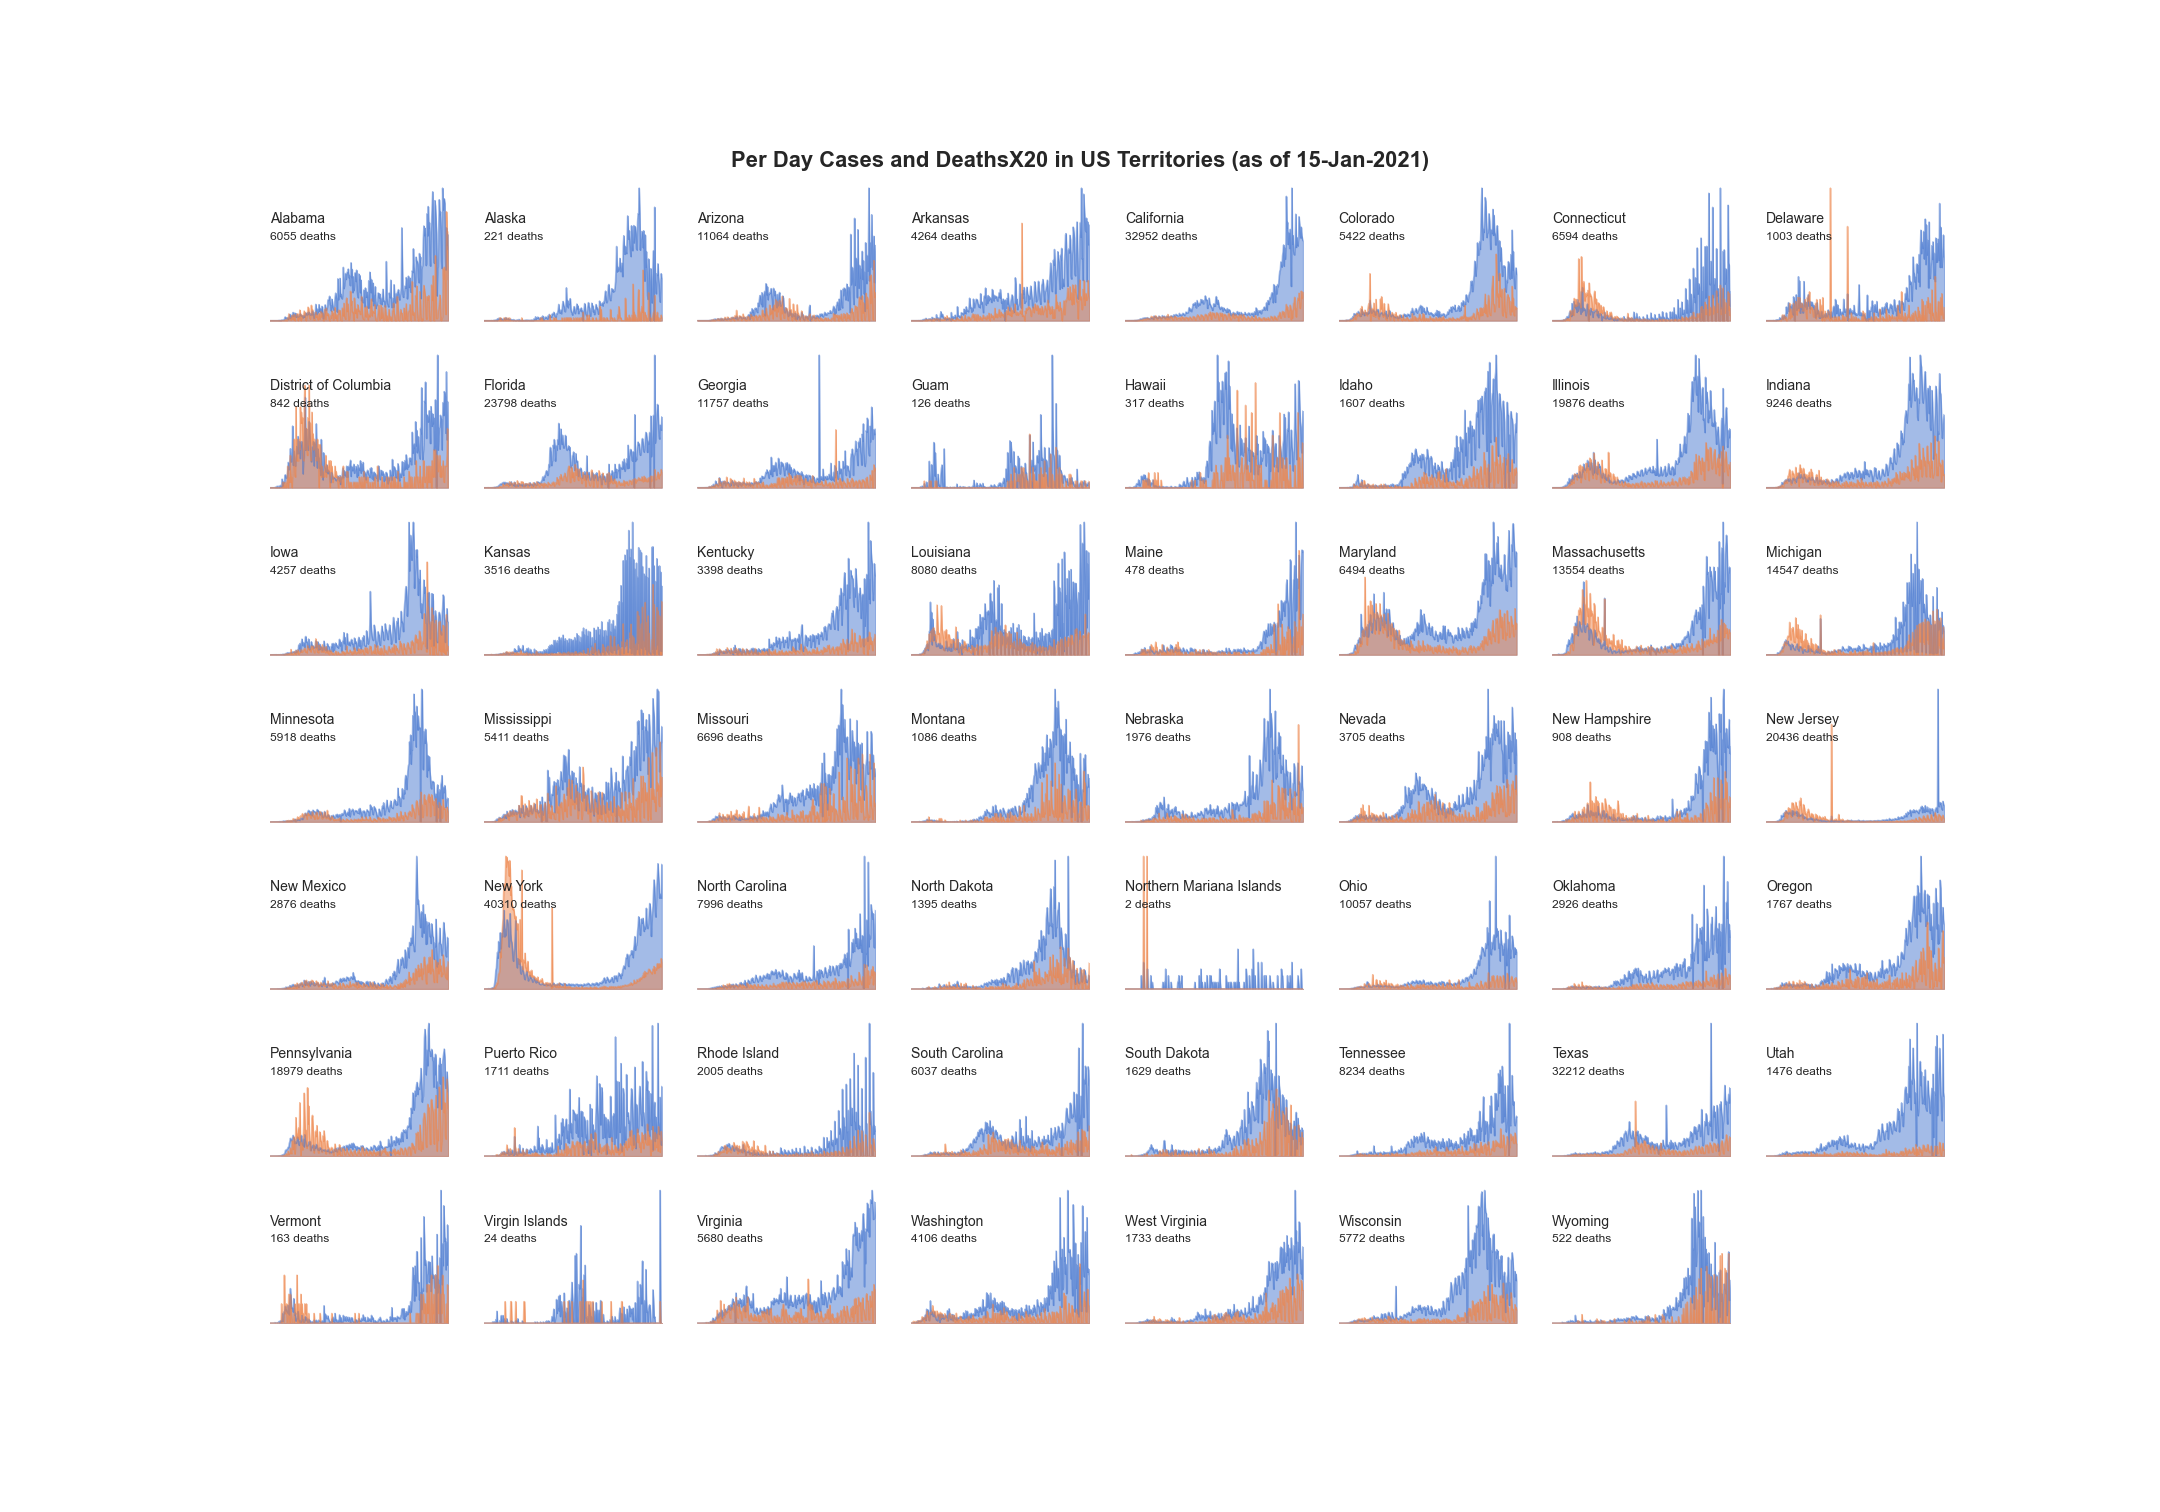 Per Day Cases and DeathsX20 in US Territories (as of 15-Jan-2021)
Alabama
6055 deaths
Alaska
221 deaths
Arizona
11064 deaths
Arkansas
4264 deaths
California
32952 deaths
Colorado
5422 deaths
Connecticut
6594 deaths
Delaware
1003 deaths
District of Columbia
842 deaths
Florida
23798 deaths
Georgia
11757 deaths
Guam
126 deaths
Hawaii
317 deaths
Idaho
1607 deaths
Illinois
19876 deaths
Indiana
9246 deaths
Iowa
4257 deaths
Kansas
3516 deaths
Kentucky
3398 deaths
Louisiana
8080 deaths
Maine
478 deaths
Maryland
6494 deaths
Massachusetts
13554 deaths
Michigan
14547 deaths
Minnesota
5918 deaths
Mississippi
5411 deaths
Missouri
6696 deaths
Montana
1086 deaths
Nebraska
1976 deaths
Nevada
3705 deaths
New Hampshire
908 deaths
New Jersey
20436 deaths
New Mexico
2876 deaths
New York
40310 deaths
North Carolina
7996 deaths
North Dakota
1395 deaths
Northern Mariana Islands
2 deaths
Ohio
10057 deaths
Oklahoma
2926 deaths
Oregon
1767 deaths
Pennsylvania
18979 deaths
Puerto Rico
1711 deaths
Rhode Island
2005 deaths
South Carolina
6037 deaths
South Dakota
1629 deaths
Tennessee
8234 deaths
Texas
32212 deaths
Utah
1476 deaths
Vermont
163 deaths
Virgin Islands
24 deaths
Virginia
5680 deaths
Washington
4106 deaths
West Virginia
1733 deaths
Wisconsin
5772 deaths
Wyoming
522 deaths